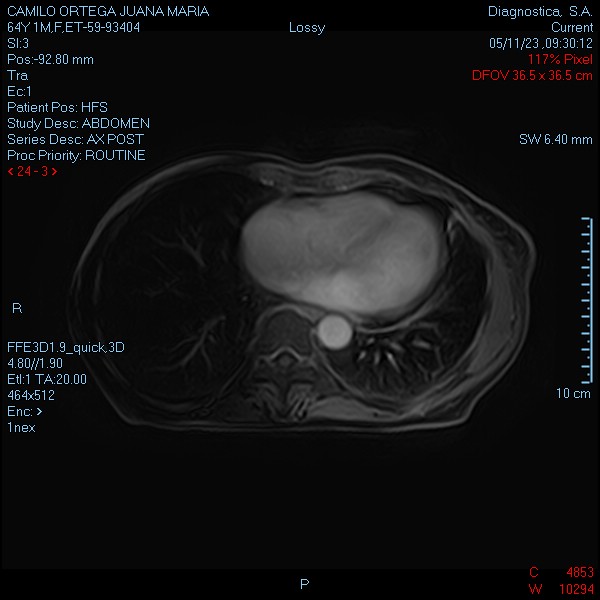 CAMILO ORTEGA JUANA MARIA
64Y 1M,F,ET-59-93404
Sl:3
Pos:-92.80 mm
Tra
Ec:1
Patient Pos: HFS
Study Desc: ABDOMEN
Series Desc: AX POST
Proc Priority: ROUTINE
< 24 - 3 >
Lossy
Diagnostica, S.A.
Current
05/11/23 ,09:30:12
117% Pixel
DFOV 36.5 x 36.5 cm
SW 6.40 mm
R
10 cm
FFE3D1.9_quick,3D
4.80//1.90
Etl:1 TA:20.00
464x512
Enc: >
1nex
P
C 4853
W 10294